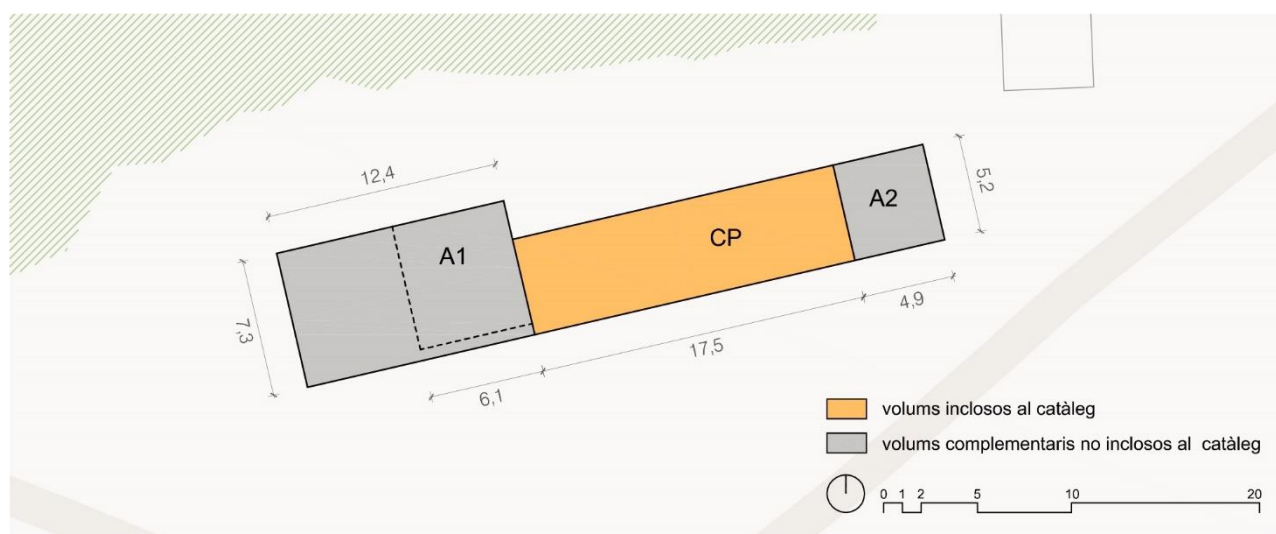 12,4
5,2
A2
CP
A1
7,3
4,9
17,5
6,1
volums inclosos al catàleg
volums complementaris no inclosos al catàleg
0 1 2 5 10 20